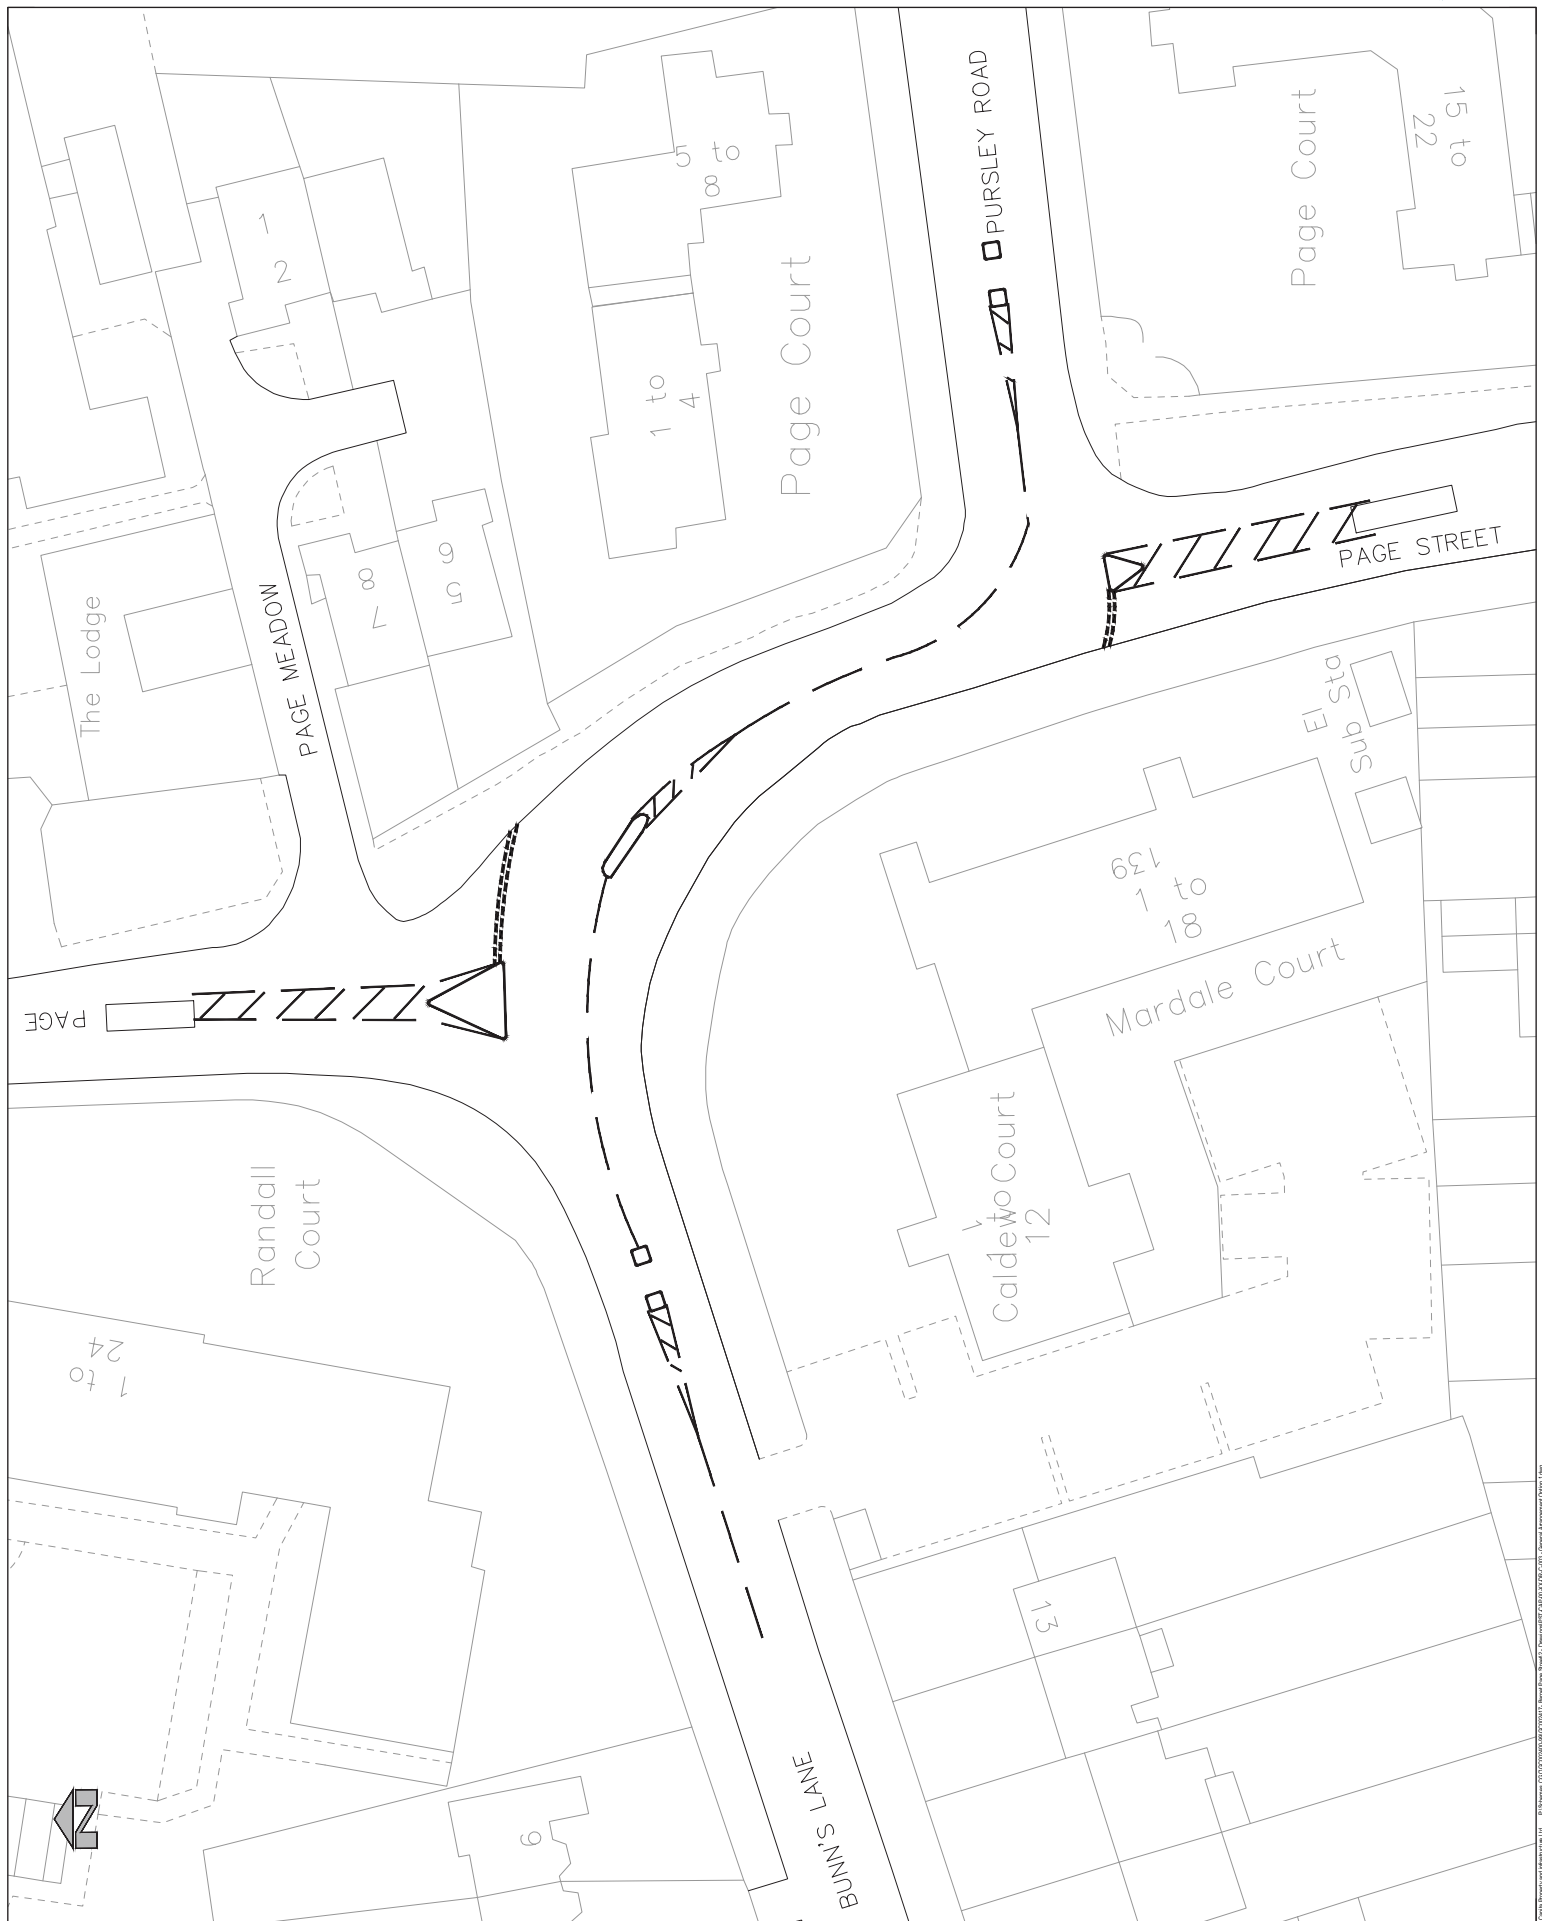 PURSLEY ROAD
Page Court
15 to
22
5 to
8
1
2
Page Court
1 to
4
PAGE STREET
6
5
8
7
The Lodge
PAGE MEADOW
El
Sub Sta
139
1 to
18
Mardale Court
PAGE
Randall
Court
1 to
12
Caldew Court
1 to
24
13
9
BUNN'S LANE
N